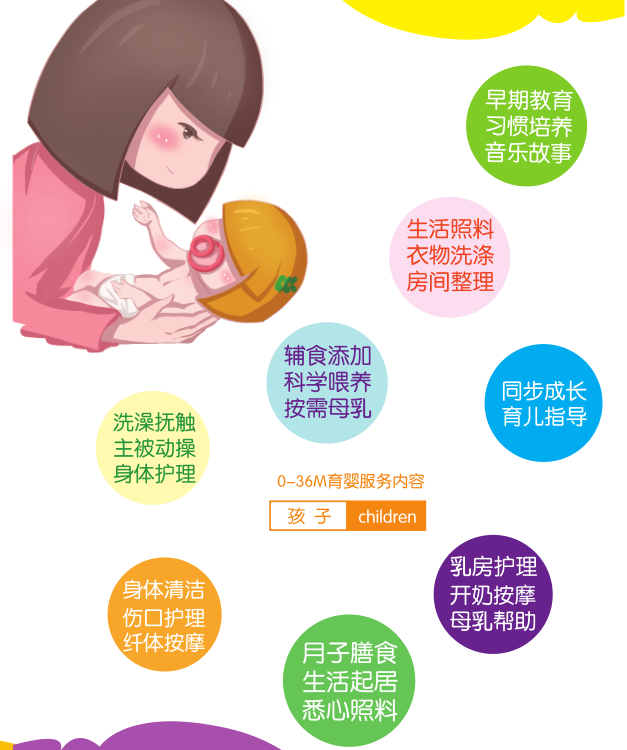 早期教育
习惯培养
音乐故事
生活照料
衣物洗涤
房间整理
辅食添加
科学喂养
按需母乳
同步成长
育儿指导
洗澡抚触
主被动操
身体护理
0-36M育婴服务内容
孩 子 children
乳房护理
开奶按摩
母乳帮助
身体清洁
伤口护理
纤体按摩
月子膳食
生活起居
悉心照料